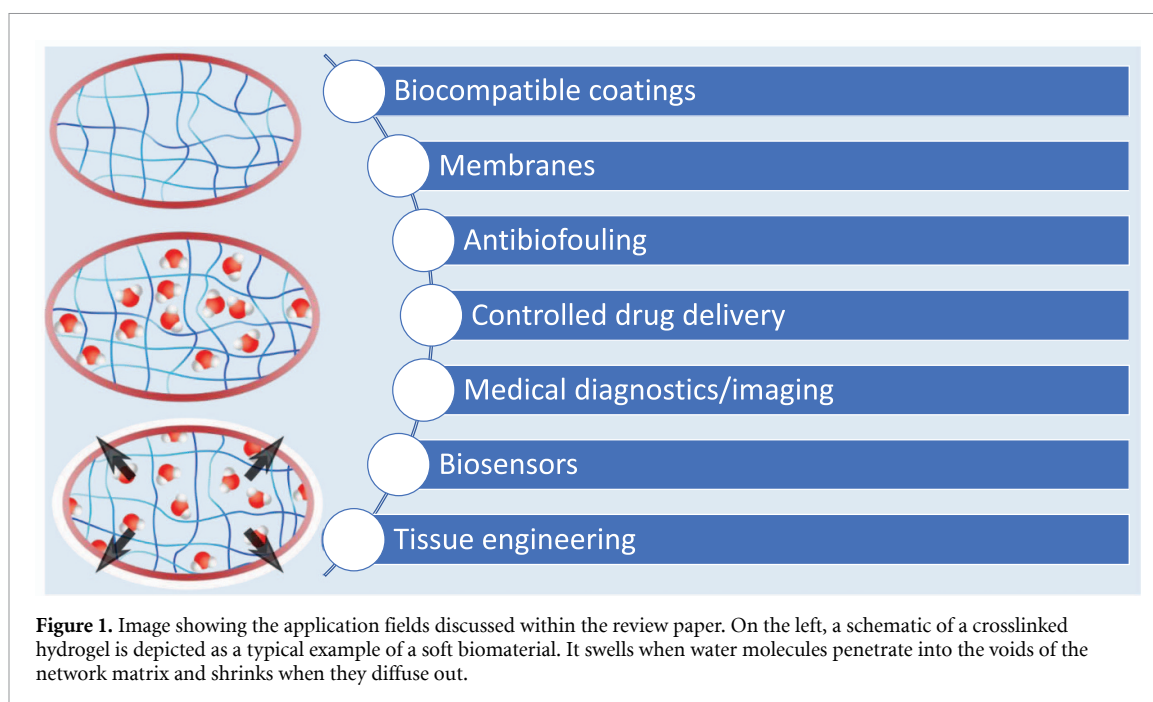 Biocompatible coatings
Membranes
Antibiofouling
Controlled drug delivery
Medical diagnostics/imaging
Biosensors
Tissue engineering
Figure 1. Image showing the application fields discussed within the review paper. On the left, a schematic of a crosslinked
hydrogel is depicted as a typical example of a soft biomaterial. It swells when water molecules penetrate into the voids of the
network matrix and shrinks when they diffuse out.